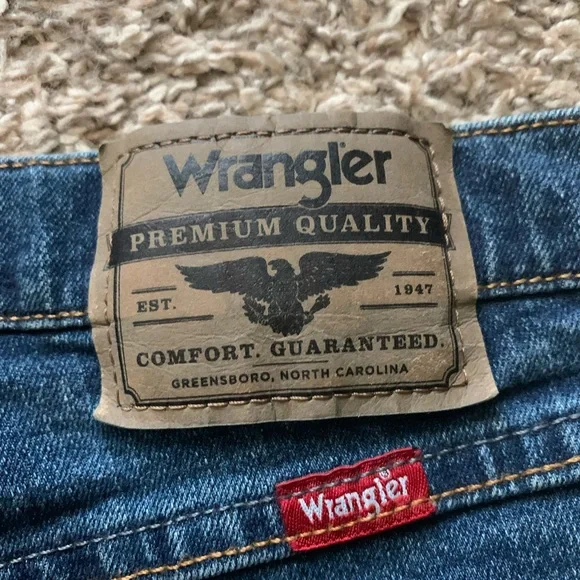 Wrangler
PREMIUM QUALITY
EST. 1947
COMFORT. GUARANTEED.
GREENSBORO, NORTH CAROLINA
Wrangler®